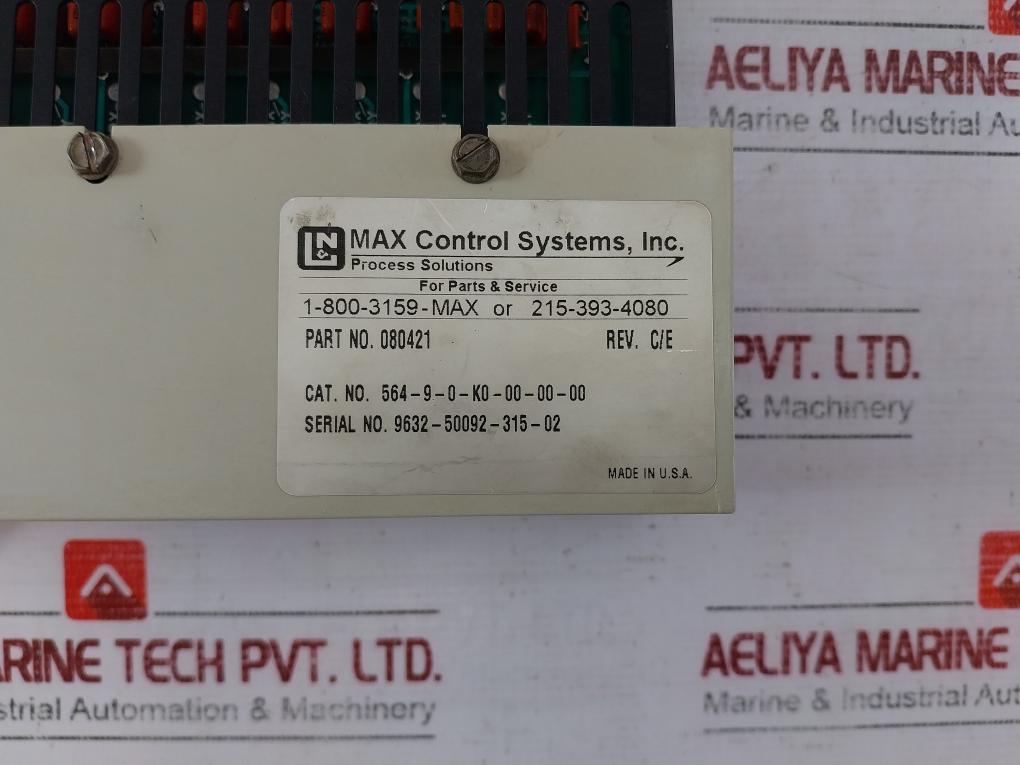 AELIYA MARINE
Marine & Industrial Au
L&N
MAX Control Systems, Inc.
Process Solutions
For Parts & Service
1-800-3159-MAX or 215-393-4080
PART NO. 080421 REV. C/E
CAT. NO. 564-9-0-K0-00-00-00
SERIAL NO. 9632-50092-315-02
MADE IN U.S.A.
PVT. LTD.
& Machinery
ARINE TECH PVT. LTD.
strial Automation & Machinery
AELIYA MARINE
Marine & Industrial Aut